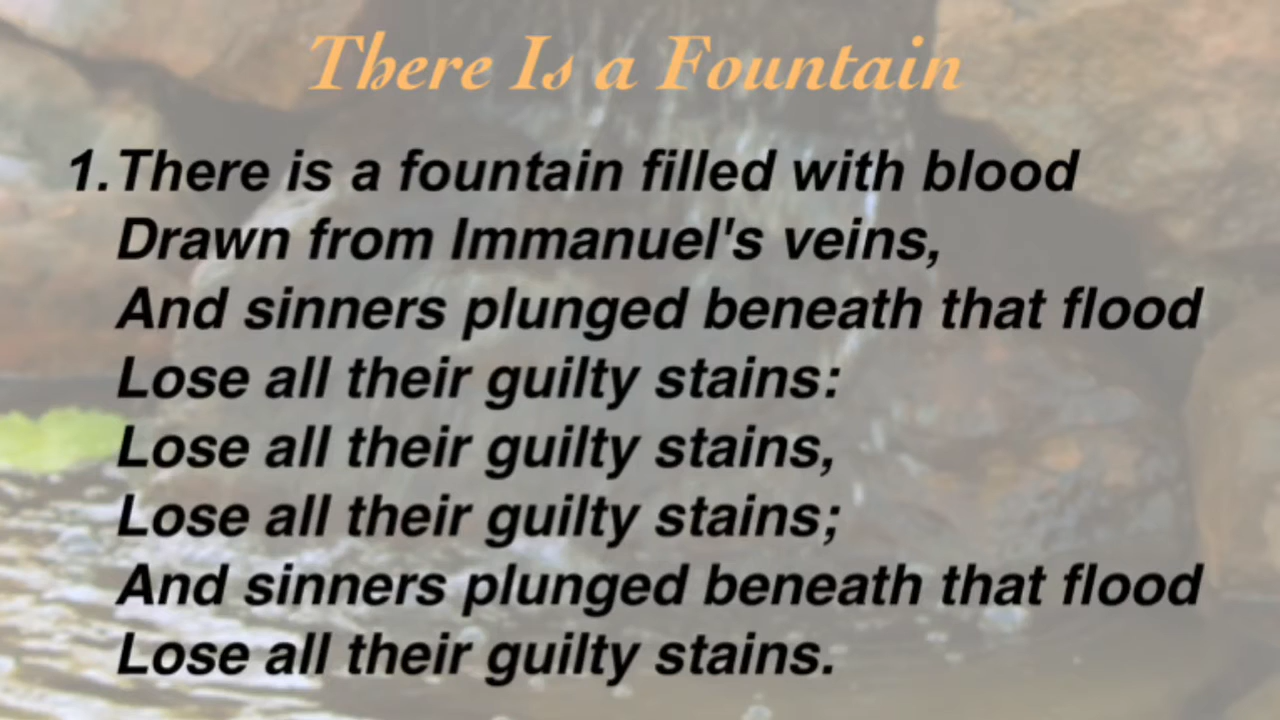 There Is a Fountain
1. There is a fountain filled with blood
Drawn from Immanuel's veins,
And sinners plunged beneath that flood
Lose all their guilty stains:
Lose all their guilty stains,
Lose all their guilty stains;
And sinners plunged beneath that flood
Lose all their guilty stains.